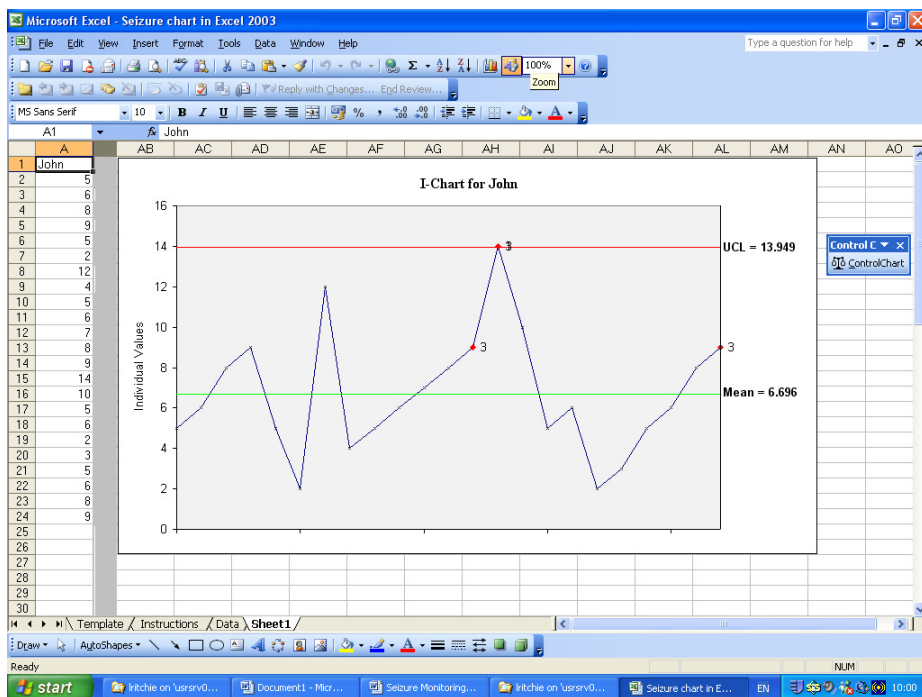 Microsoft Excel - Seizure chart in Excel 2003
File Edit View Insert Format Tools Data Window Help
Type a question for help
100%
Zoom
Reply with Changes... End Review...
MS Sans Serif 10 B I U
A1 fx John
A AB AC AD AE AF AG AH AI AJ AK AL AM AN AO
1 John
2 5
3 6
4 8
5 9
6 5
7 2
8 12
9 4
10 5
11 6
12 7
13 8
14 9
15 14
16 10
17 5
18 6
19 2
20 3
21 5
22 6
23 8
24 9
25
26
27
28
29
30
I-Chart for John
Individual Values
16
14
12
10
8
6
4
2
0
3
3
3
UCL = 13.949
Mean = 6.696
Control C
ControlChart
Template Instructions Data Sheet1
Draw AutoShapes
Ready
NUM
start
lritchie on 'usrsrv0...
Document1 - Micr...
Seizure Monitoring...
lritchie on 'usrsrv0...
Seizure chart in E...
EN